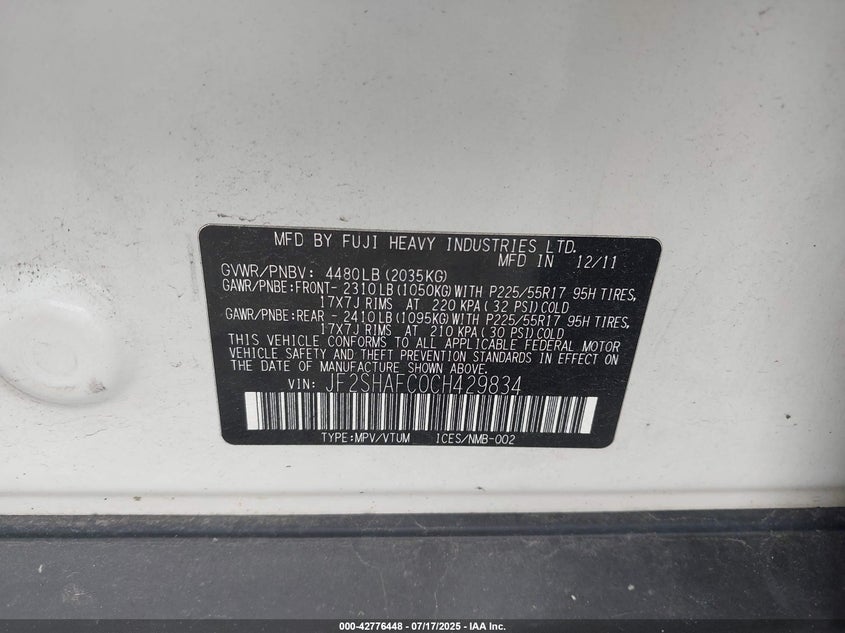 MFD BY FUJI HEAVY INDUSTRIES LTD.
MFD IN 12/11
GVWR/PNBV: 4480LB(2035KG)
GAWR/PNBE:FRONT- 2310LB(1050KG)WITH P225/55R17 95H TIRES,
17X7J RIMS AT 220 KPA(32 PSI)COLD
GAWR/PNBE:REAR - 2410LB(1095KG)WITH P225/55R17 95H TIRES,
17X7J RIMS AT 210 KPA(30 PSI)COLD
THIS VEHICLE CONFORMS TO ALL APPLICABLE FEDERAL MOTOR
VEHICLE SAFETY AND THEFT PREVENTION STANDARDS IN EFFECT ON
THE DATE OF MANUFACTURE SHOWN ABOVE.
VIN: JF2SHAFC0CH429834
TYPE:MPV/VTUM ICES/NMB-002
000-42776448 - 07/17/2025 - IAA Inc.